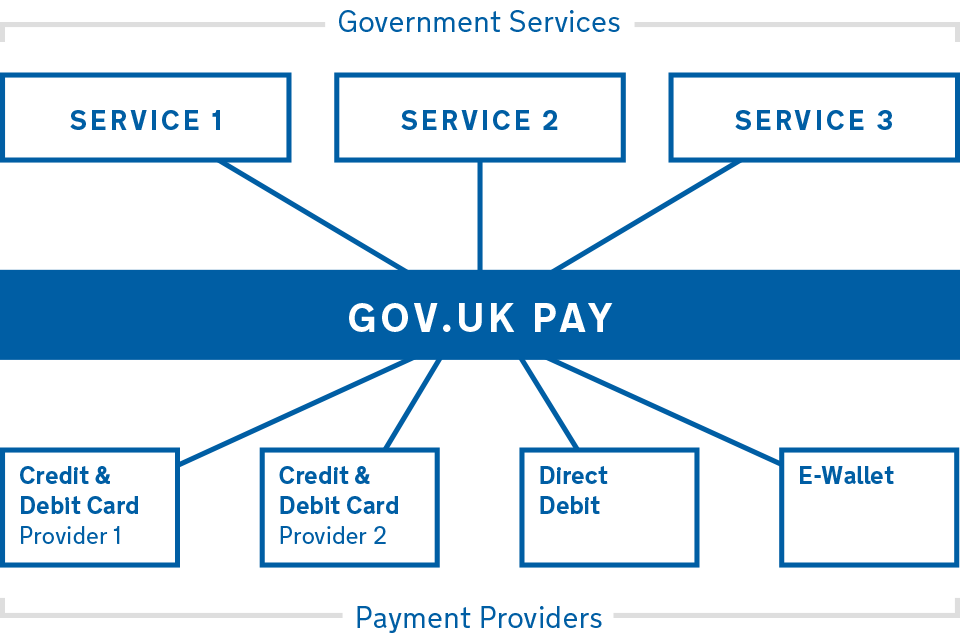 Government Services
SERVICE 1
SERVICE 2
SERVICE 3
GOV.UK PAY
Credit &
Debit Card
Provider 1
Credit &
Debit Card
Provider 2
Direct
Debit
E-Wallet
Payment Providers